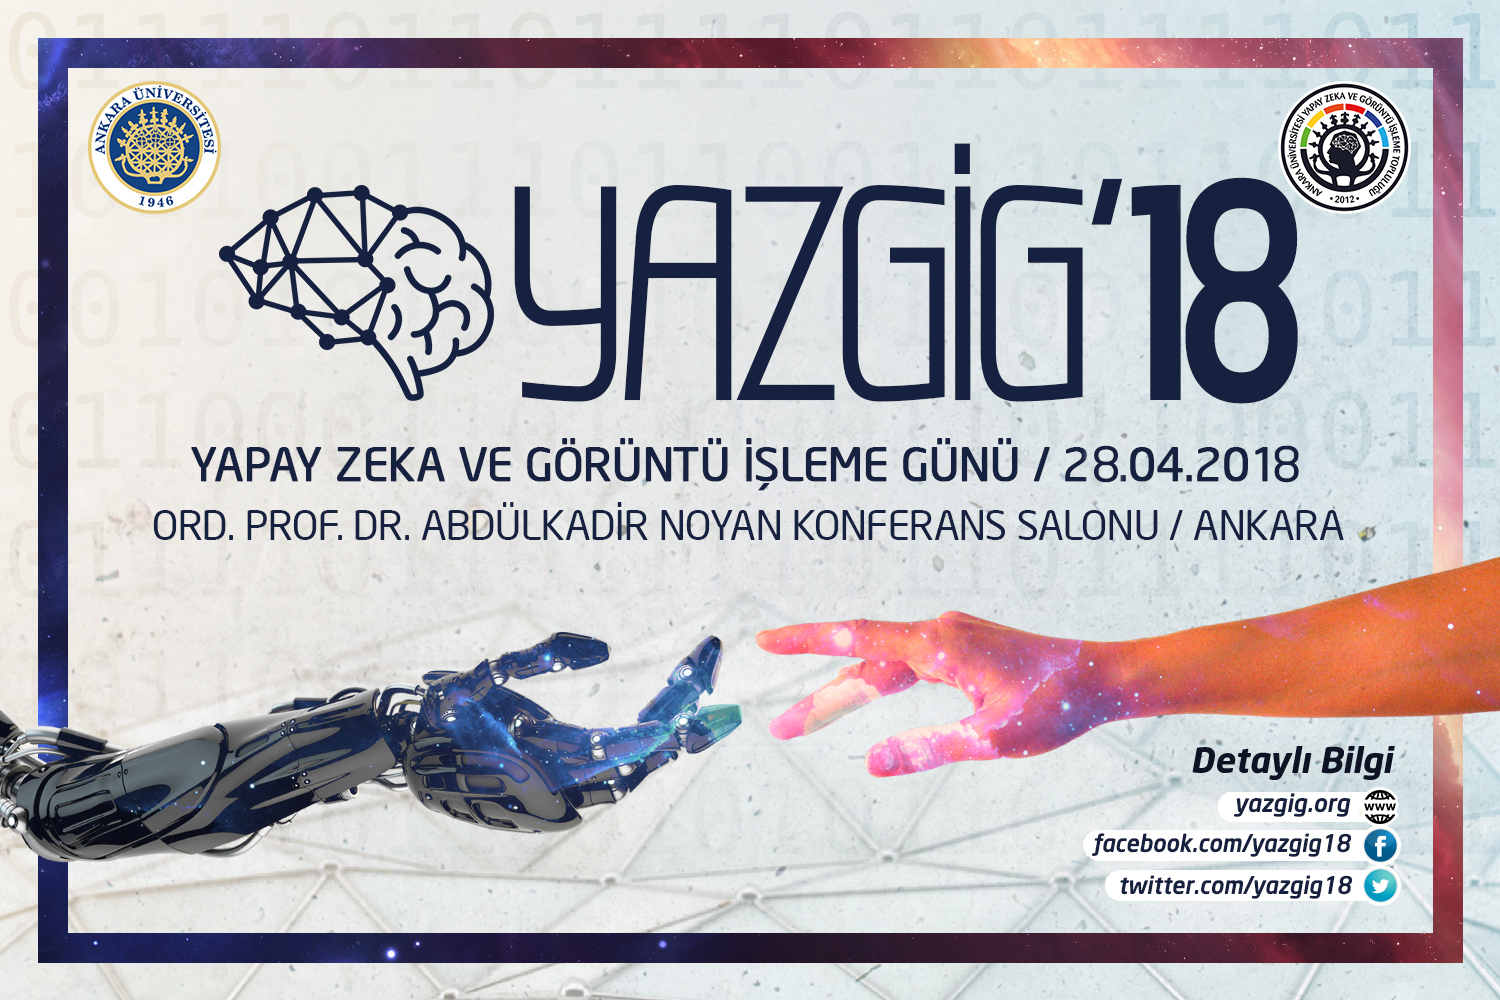 ANKARA ÜNİVERSİTESİ
1946
ANKARA ÜNİVERSİTESİ YAPAY ZEKA VE GÖRÜNTÜ İŞLEME TOPLULUĞU
• 2012 •
YAZGİG'18
YAPAY ZEKA VE GÖRÜNTÜ İŞLEME GÜNÜ / 28.04.2018
ORD. PROF. DR. ABDÜLKADİR NOYAN KONFERANS SALONU / ANKARA
Detaylı Bilgi
yazgig.org
www
facebook.com/yazgig18
f
twitter.com/yazgig18